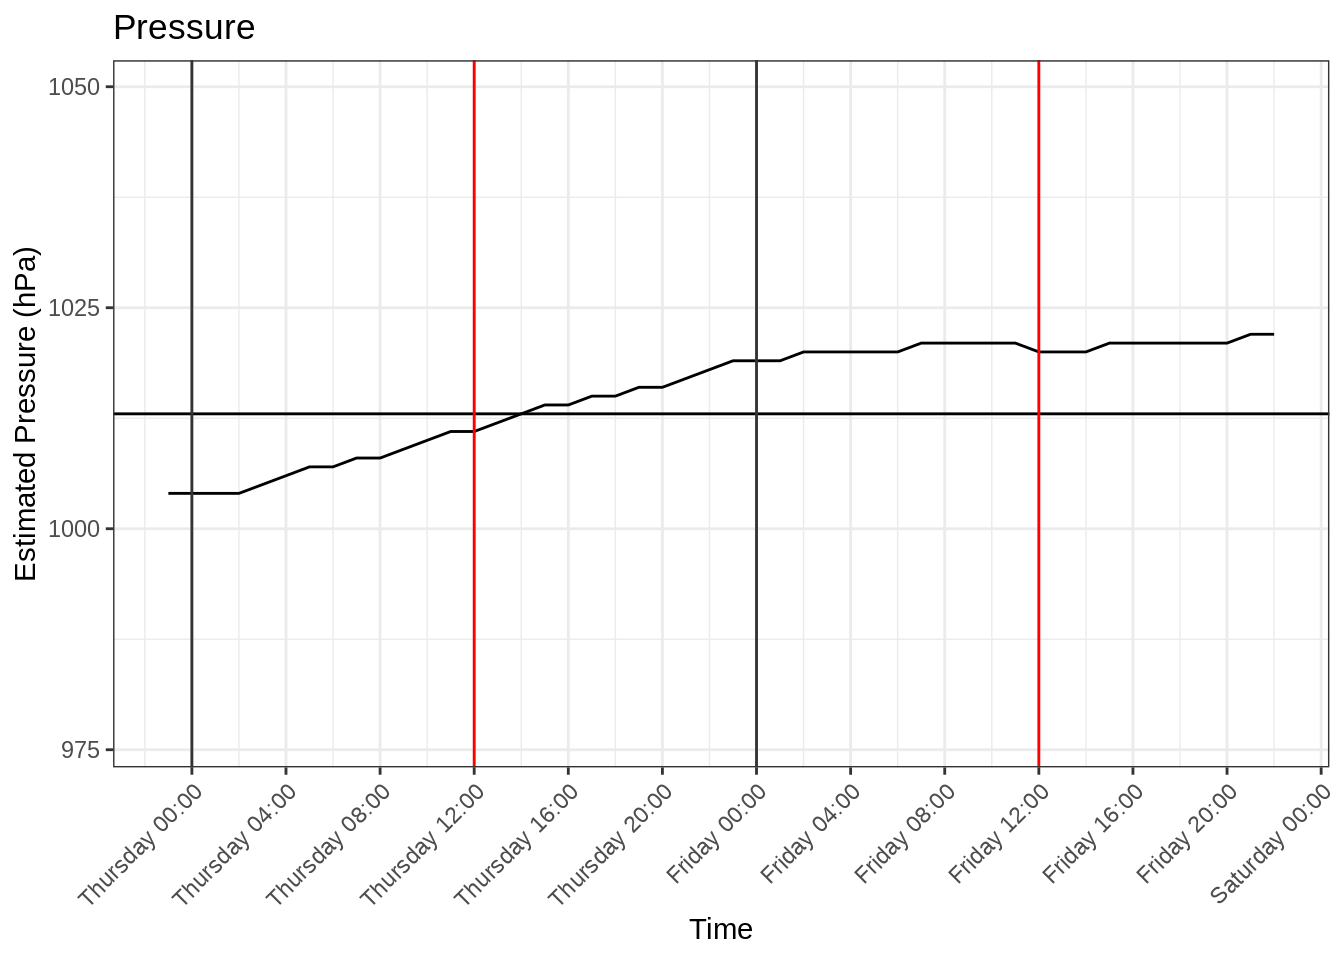 Pressure
Estimated Pressure (hPa)
1050
1025
1000
975
Thursday 00:00
Thursday 04:00
Thursday 08:00
Thursday 12:00
Thursday 16:00
Thursday 20:00
Friday 00:00
Friday 04:00
Friday 08:00
Friday 12:00
Friday 16:00
Friday 20:00
Saturday 00:00
Time